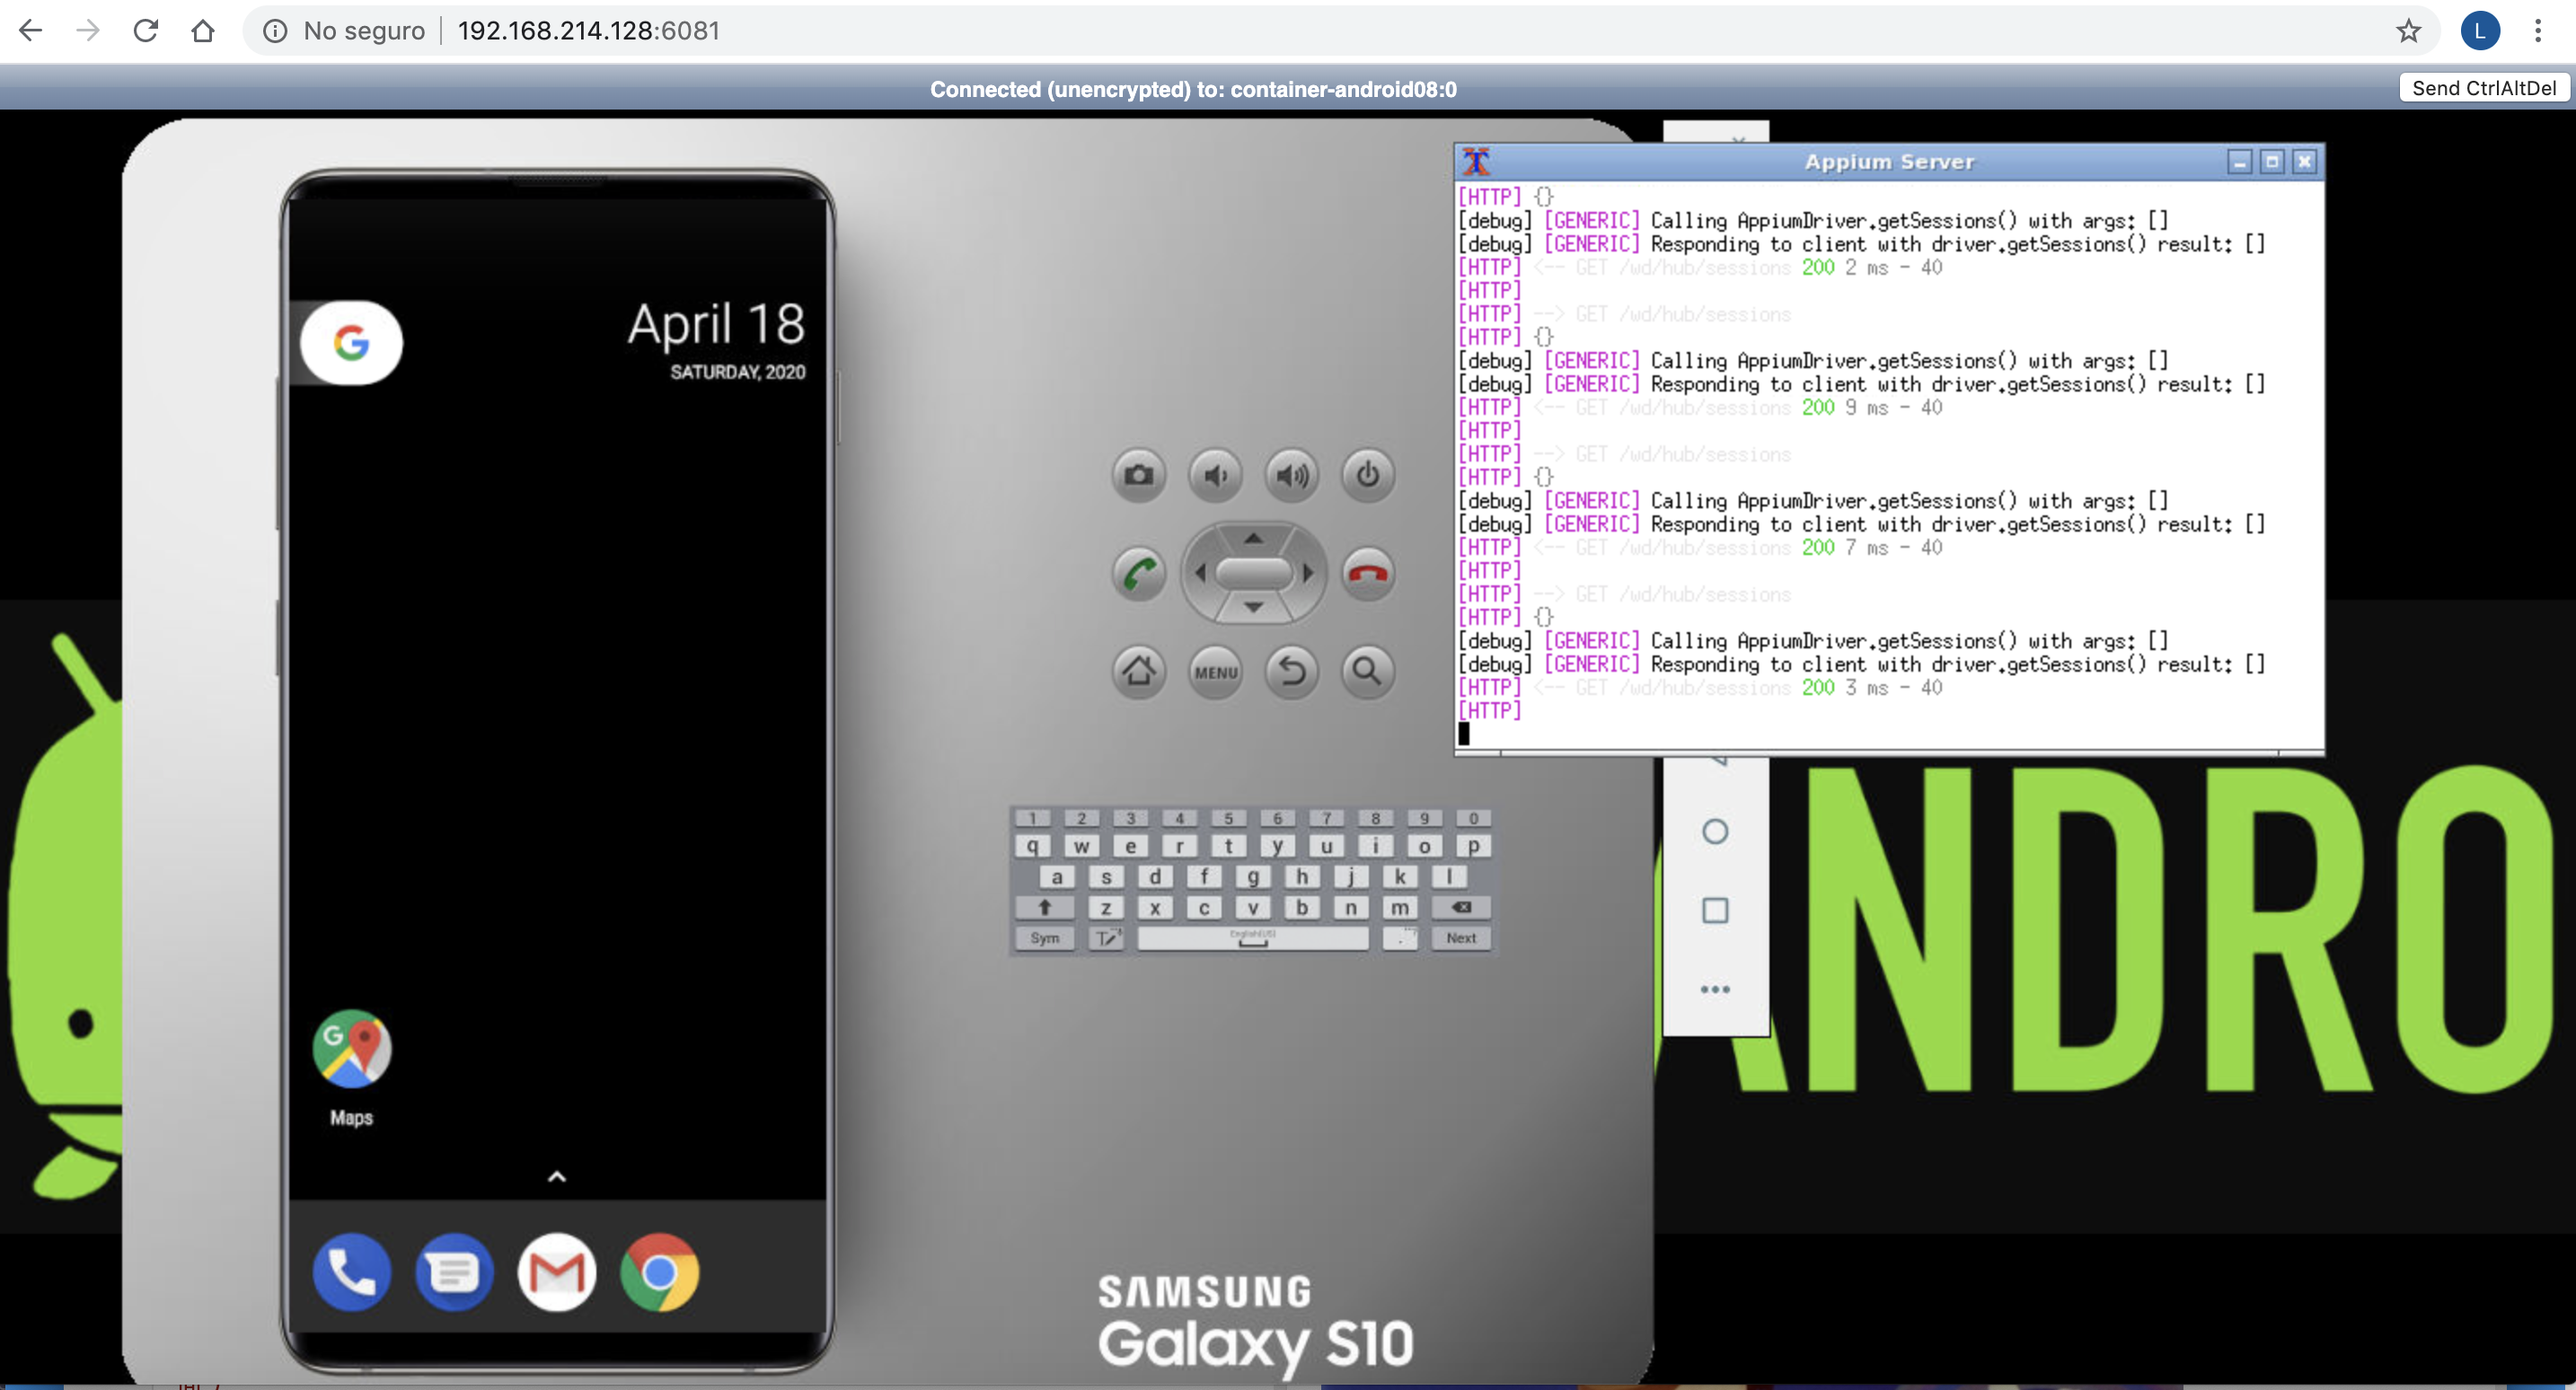 No seguro
192.168.214.128:6081
L
Connected (unencrypted) to: container-android08:0
Send CtrlAltDel
G
April 18
SATURDAY, 2020
G
Maps
MENU
1 2 3 4 5 6 7 8 9 0
q w e r t y u i o p
a s d f g h j k l
z x c v b n m
Sym English(US) . Next
SAMSUNG
Galaxy S10
Appium Server
[HTTP] {}
[debug] [GENERIC] Calling AppiumDriver.getSessions() with args: []
[debug] [GENERIC] Responding to client with driver.getSessions() result: []
[HTTP] <-- GET /wd/hub/sessions 200 2 ms - 40
[HTTP]
[HTTP] --> GET /wd/hub/sessions
[HTTP] {}
[debug] [GENERIC] Calling AppiumDriver.getSessions() with args: []
[debug] [GENERIC] Responding to client with driver.getSessions() result: []
[HTTP] <-- GET /wd/hub/sessions 200 9 ms - 40
[HTTP]
[HTTP] --> GET /wd/hub/sessions
[HTTP] {}
[debug] [GENERIC] Calling AppiumDriver.getSessions() with args: []
[debug] [GENERIC] Responding to client with driver.getSessions() result: []
[HTTP] <-- GET /wd/hub/sessions 200 7 ms - 40
[HTTP]
[HTTP] --> GET /wd/hub/sessions
[HTTP] {}
[debug] [GENERIC] Calling AppiumDriver.getSessions() with args: []
[debug] [GENERIC] Responding to client with driver.getSessions() result: []
[HTTP] <-- GET /wd/hub/sessions 200 3 ms - 40
[HTTP]
ANDRO